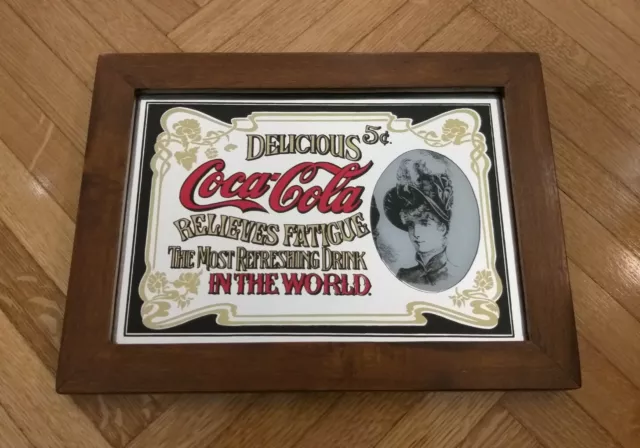 DELICIOUS 5¢.
Coca-Cola
RELIEVES FATIGUE
THE MOST REFRESHING DRINK
IN THE WORLD.